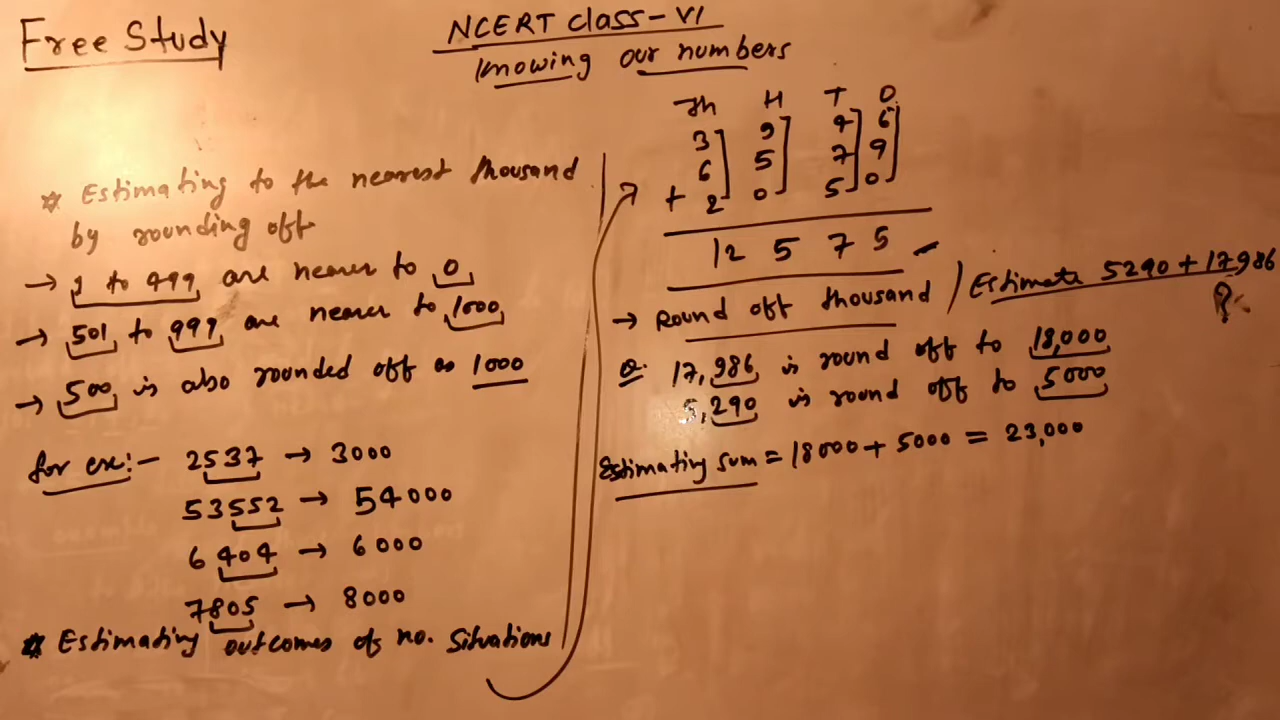 Free Study
NCERT class-VI
Knowing our numbers
* Estimating to the nearest thousand
by rounding off
→ 1 to 499 are nearer to 0
→ 501 to 999 are nearer to 1000
→ 500 is also rounded off as 1000
for ex:- 2537 → 3000
53552 → 54000
6404 → 6000
7805 → 8000
* Estimating outcomes of no. Situations
Th H T O
3 9 4 6
6 5 7 9
+ 2 0 5 0
12 5 7 5
→ Round off thousand / Estimate 5290 + 17986
?
Q. 17,986 is round off to 18,000
5,290 is round off to 5000
Estimating sum = 18000 + 5000 = 23,000